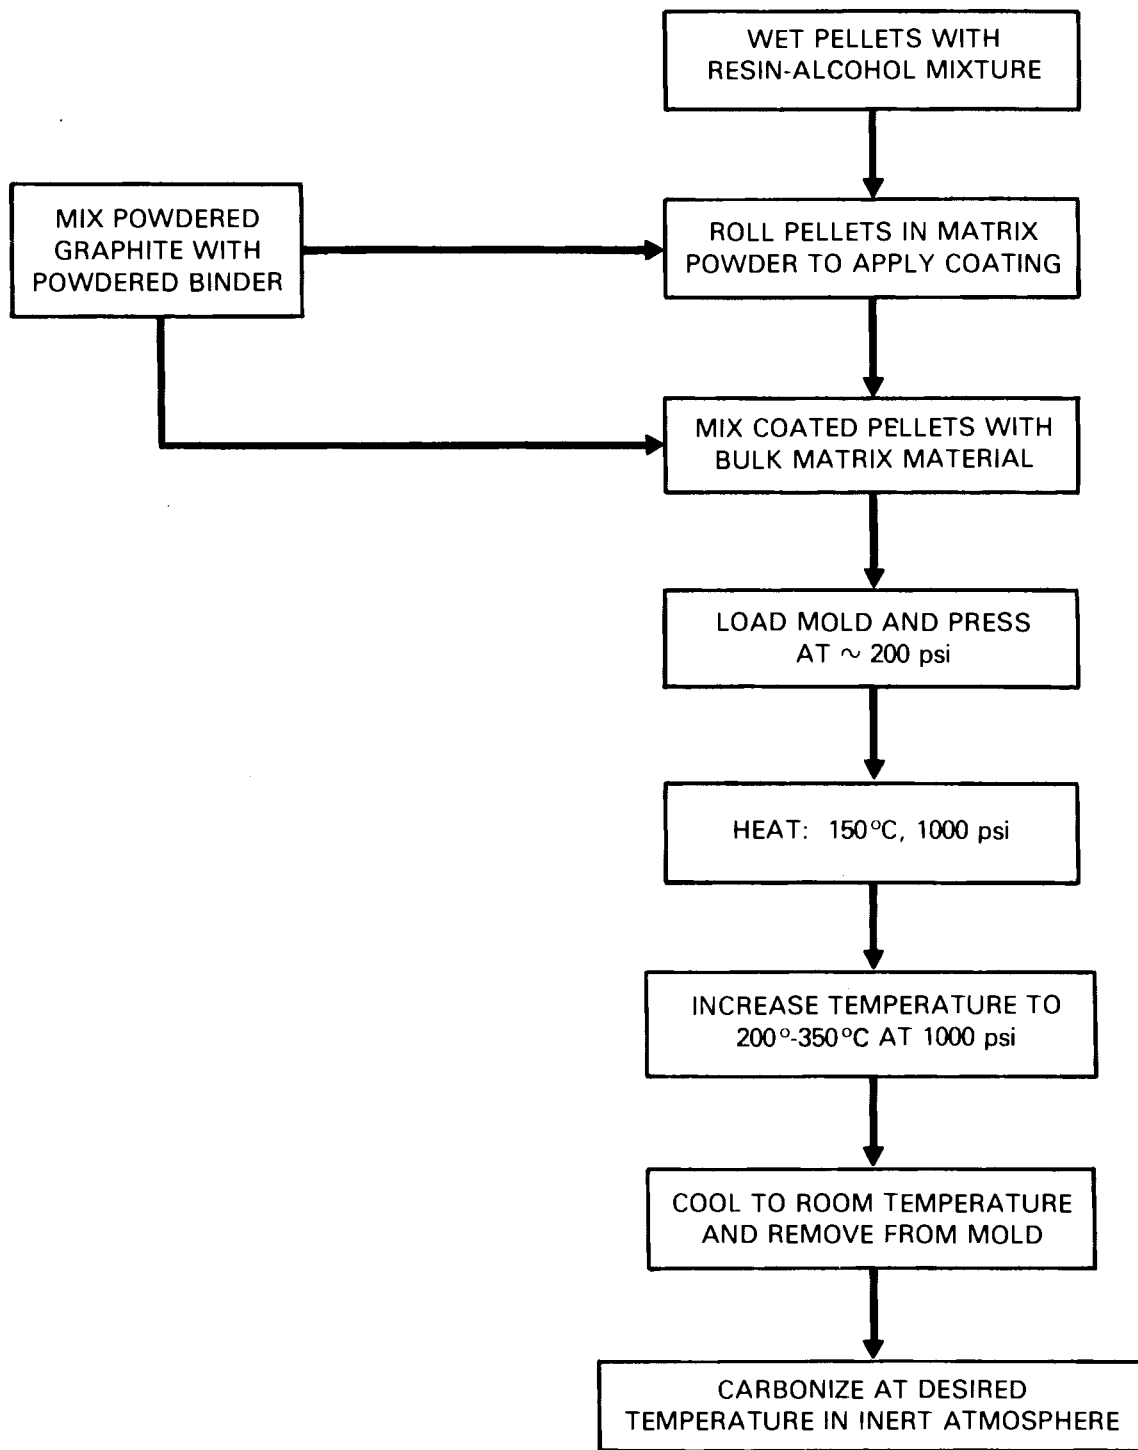 WET PELLETS WITH
RESIN-ALCOHOL MIXTURE
MIX POWDERED
GRAPHITE WITH
POWDERED BINDER
ROLL PELLETS IN MATRIX
POWDER TO APPLY COATING
MIX COATED PELLETS WITH
BULK MATRIX MATERIAL
LOAD MOLD AND PRESS
AT ~ 200 psi
HEAT: 150°C, 1000 psi
INCREASE TEMPERATURE TO
200°-350°C AT 1000 psi
COOL TO ROOM TEMPERATURE
AND REMOVE FROM MOLD
CARBONIZE AT DESIRED
TEMPERATURE IN INERT ATMOSPHERE